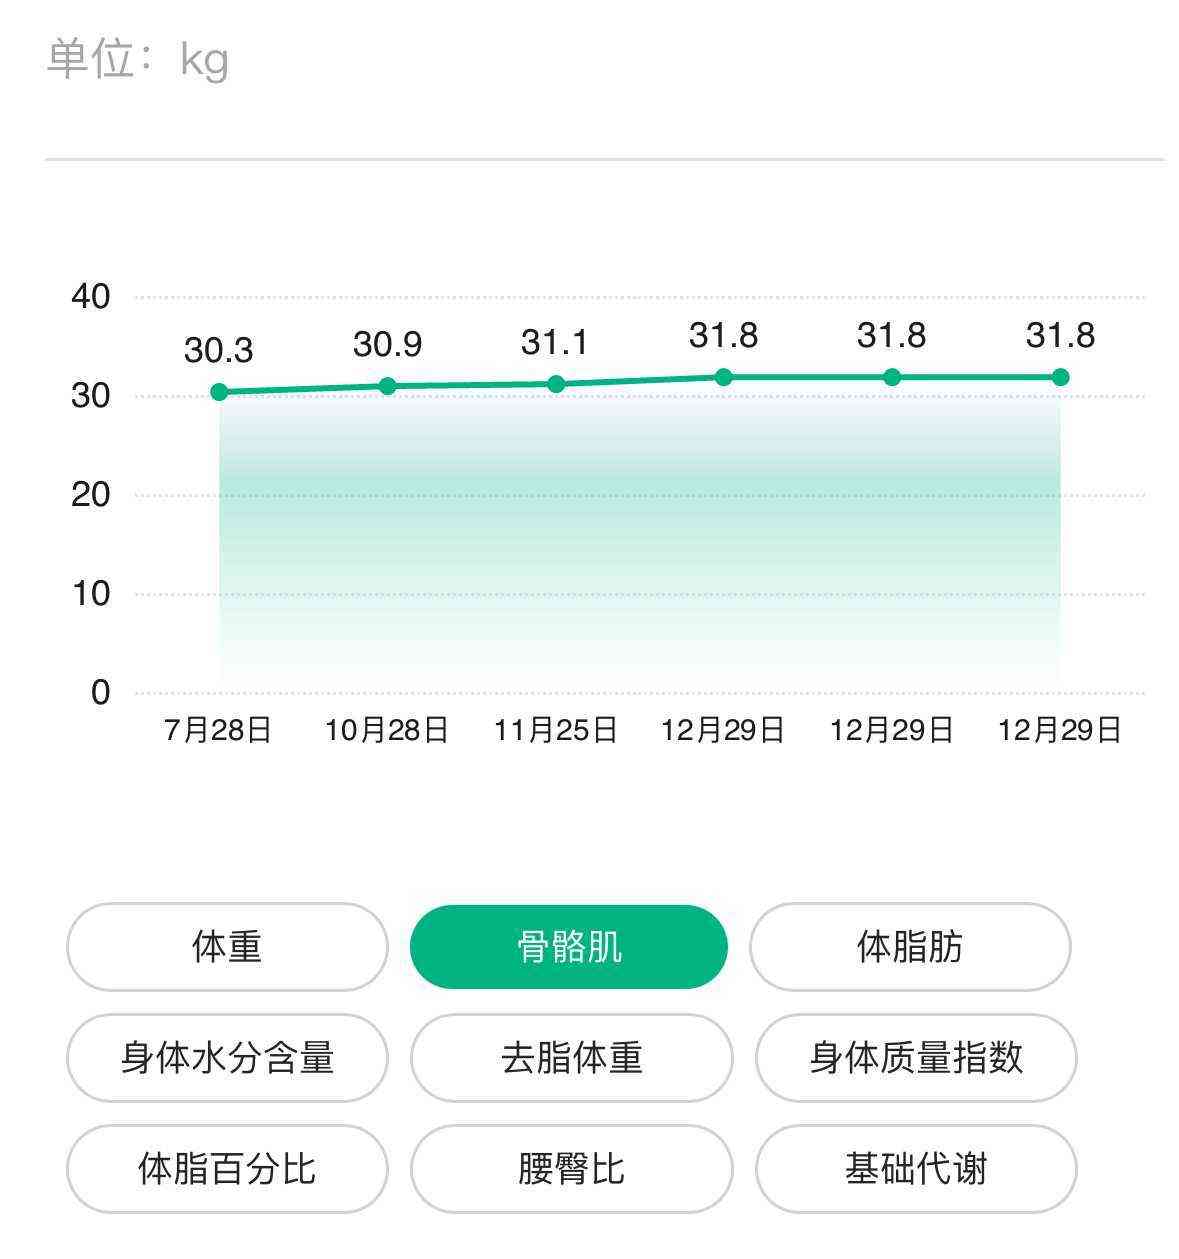 单位：kg
40
30.3 30.9 31.1 31.8 31.8 31.8
30
20
10
0
7月28日 10月28日 11月25日 12月29日 12月29日 12月29日
体重 骨骼肌 体脂肪
身体水分含量 去脂体重 身体质量指数
体脂百分比 腰臀比 基础代谢